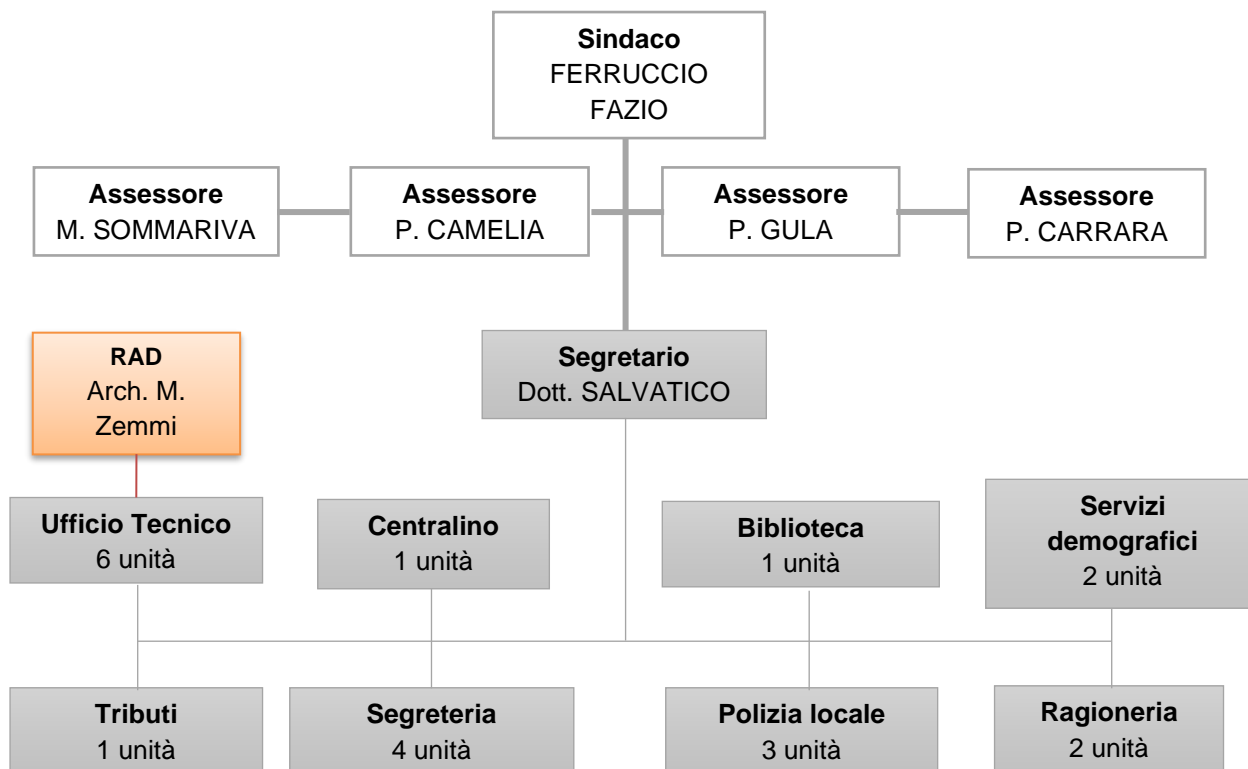 Sindaco
FERRUCCIO
FAZIO
Assessore
M. SOMMARIVA
Assessore
P. CAMELIA
Assessore
P. GULA
Assessore
P. CARRARA
RAD
Arch. M.
Zemmi
Segretario
Dott. SALVATICO
Ufficio Tecnico
6 unità
Centralino
1 unità
Biblioteca
1 unità
Servizi
demografici
2 unità
Tributi
1 unità
Segreteria
4 unità
Polizia locale
3 unità
Ragioneria
2 unità